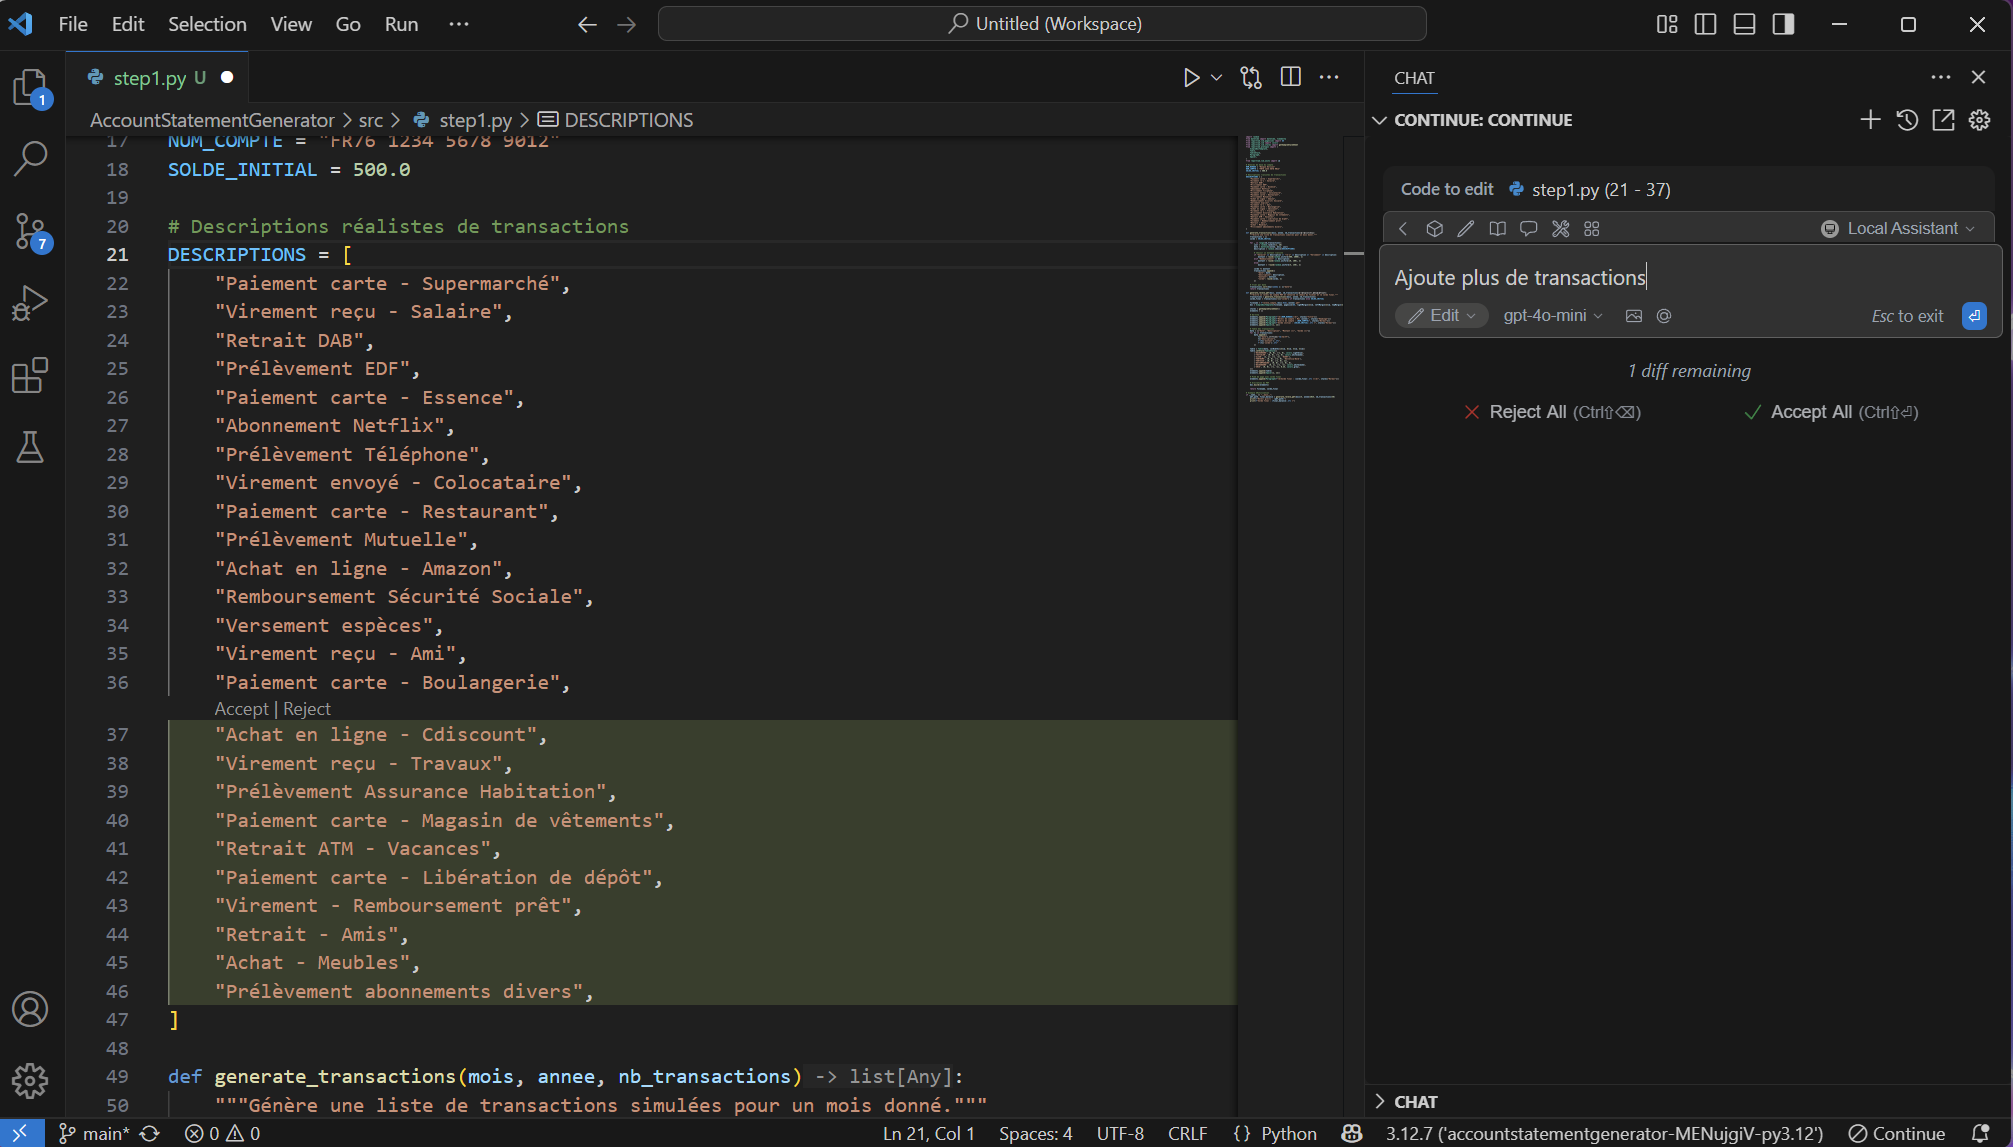 File Edit Selection View Go Run ··· Untitled (Workspace)
step1.py U
AccountStatementGenerator > src > step1.py > DESCRIPTIONS
17 NUM_COMPTE = "FR76 1234 5678 9012"
18 SOLDE_INITIAL = 500.0
19
20 # Descriptions réalistes de transactions
21 DESCRIPTIONS = [
22 "Paiement carte - Supermarché",
23 "Virement reçu - Salaire",
24 "Retrait DAB",
25 "Prélèvement EDF",
26 "Paiement carte - Essence",
27 "Abonnement Netflix",
28 "Prélèvement Téléphone",
29 "Virement envoyé - Colocataire",
30 "Paiement carte - Restaurant",
31 "Prélèvement Mutuelle",
32 "Achat en ligne - Amazon",
33 "Remboursement Sécurité Sociale",
34 "Versement espèces",
35 "Virement reçu - Ami",
36 "Paiement carte - Boulangerie",
Accept | Reject
37 "Achat en ligne - Cdiscount",
38 "Virement reçu - Travaux",
39 "Prélèvement Assurance Habitation",
40 "Paiement carte - Magasin de vêtements",
41 "Retrait ATM - Vacances",
42 "Paiement carte - Libération de dépôt",
43 "Virement - Remboursement prêt",
44 "Retrait - Amis",
45 "Achat - Meubles",
46 "Prélèvement abonnements divers",
47 ]
48
49 def generate_transactions(mois, annee, nb_transactions) -> list[Any]:
50 """Génère une liste de transactions simulées pour un mois donné."""
1
7
CHAT
CONTINUE: CONTINUE
Code to edit step1.py (21 - 37)
Local Assistant
Ajoute plus de transactions
Edit gpt-4o-mini @ Esc to exit
1 diff remaining
Reject All (Ctrl⇧⌫) Accept All (Ctrl⇧⏎)
CHAT
main* 0 0 Ln 21, Col 1 Spaces: 4 UTF-8 CRLF {} Python 3.12.7 ('accountstatementgenerator-MENujgiV-py3.12') Continue